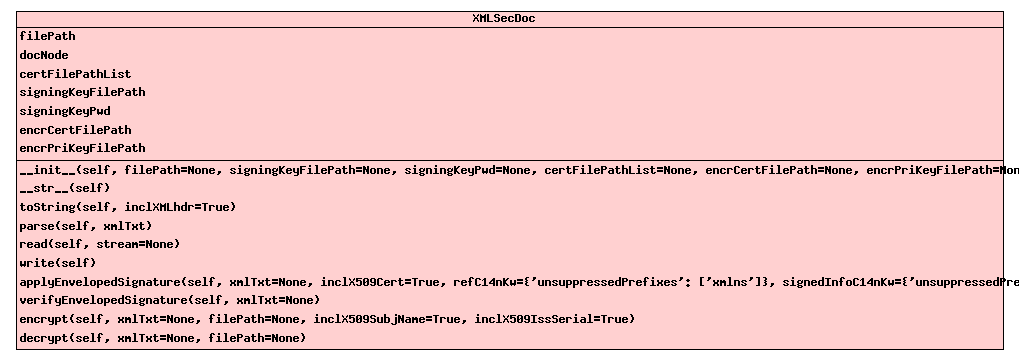 XMLSecDoc
filePath
docNode
certFilePathList
signingKeyFilePath
signingKeyPwd
encrCertFilePath
encrPriKeyFilePath
__init__(self, filePath=None, signingKeyFilePath=None, signingKeyPwd=None, certFilePathList=None, encrCertFilePath=None, encrPriKeyFilePath=Non
__str__(self)
toString(self, inclXMLhdr=True)
parse(self, xmlTxt)
read(self, stream=None)
write(self)
applyEnvelopedSignature(self, xmlTxt=None, inclX509Cert=True, refC14nKw={'unsuppressedPrefixes': ['xmlns']}, signedInfoC14nKw={'unsuppressedPre
verifyEnvelopedSignature(self, xmlTxt=None)
encrypt(self, xmlTxt=None, filePath=None, inclX509SubjName=True, inclX509IssSerial=True)
decrypt(self, xmlTxt=None, filePath=None)